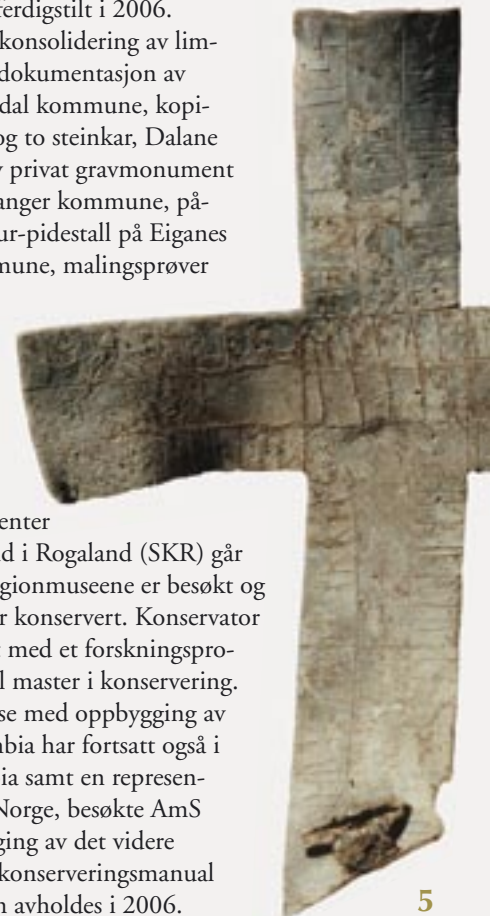 erdigstilt i 2006.
konsolidering av lim-
dokumentasjon av
dal kommune, kopi-
og to steinkar, Dalane
privat gravmonument
anger kommune, på-
ur-pidestall på Eiganes
mune, malingsprøver
enter
d i Rogaland (SKR) går
gionmuseene er besøkt og
r konservert. Konservator
med et forskningspro-
l master i konservering.
se med oppbygging av
nbia har fortsatt også i
ia samt en represen-
Norge, besøkte AmS
ging av det videre
konserveringsmanual
n avholdes i 2006.
5